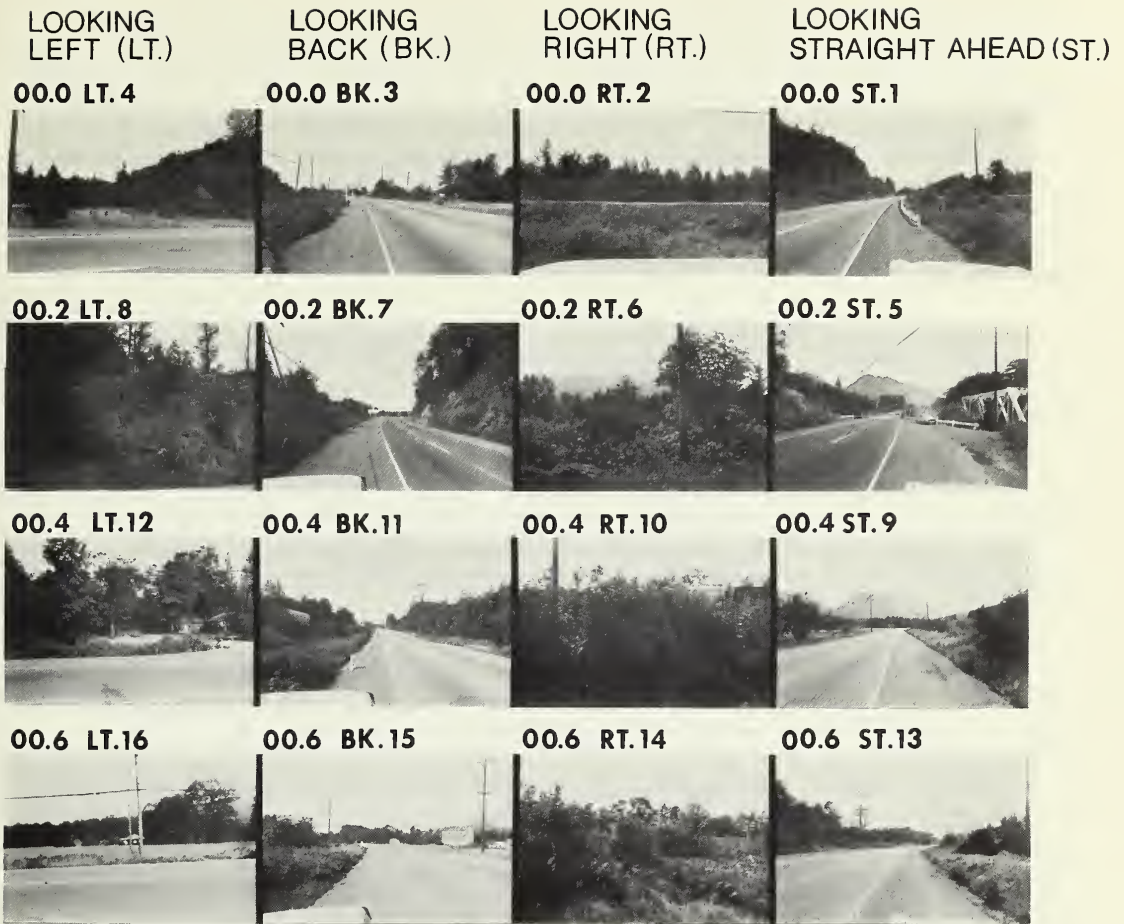 LOOKING LEFT (LT.)
LOOKING BACK (BK.)
LOOKING RIGHT (RT.)
LOOKING STRAIGHT AHEAD (ST.)
00.0 LT. 4
00.0 BK. 3
00.0 RT. 2
00.0 ST. 1
00.2 LT. 8
00.2 BK. 7
00.2 RT. 6
00.2 ST. 5
00.4 LT. 12
00.4 BK. 11
00.4 RT. 10
00.4 ST. 9
00.6 LT. 16
00.6 BK. 15
00.6 RT. 14
00.6 ST. 13